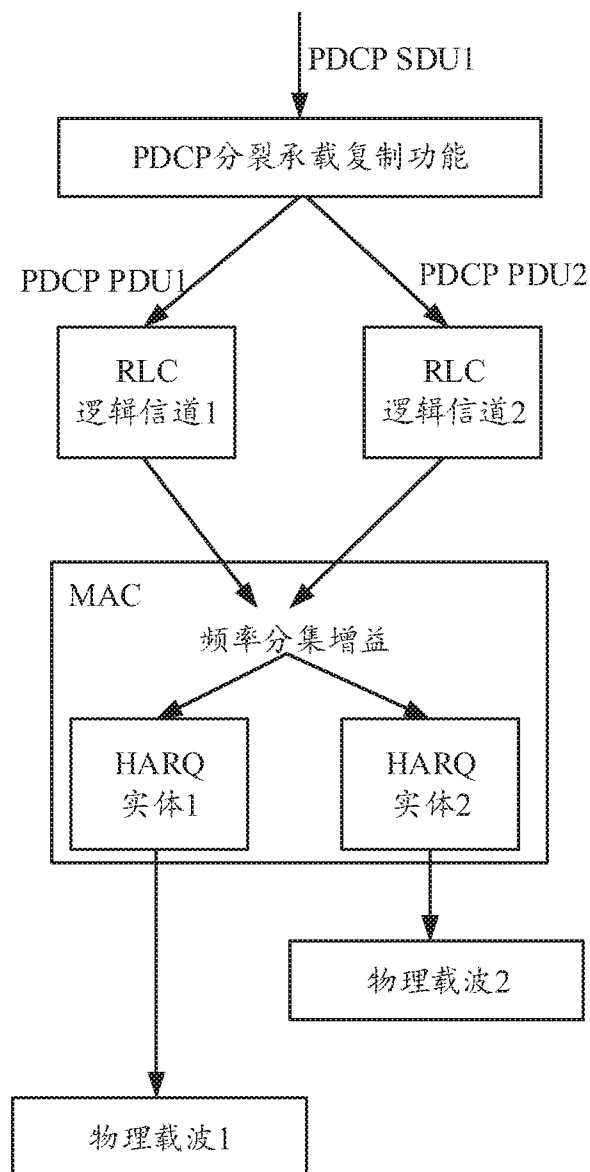 PDCP SDU1
PDCP分裂承载复制功能
PDCP PDU1
PDCP PDU2
RLC
逻辑信道1
RLC
逻辑信道2
MAC
频率分集增益
HARQ
实体1
HARQ
实体2
物理载波2
物理载波1